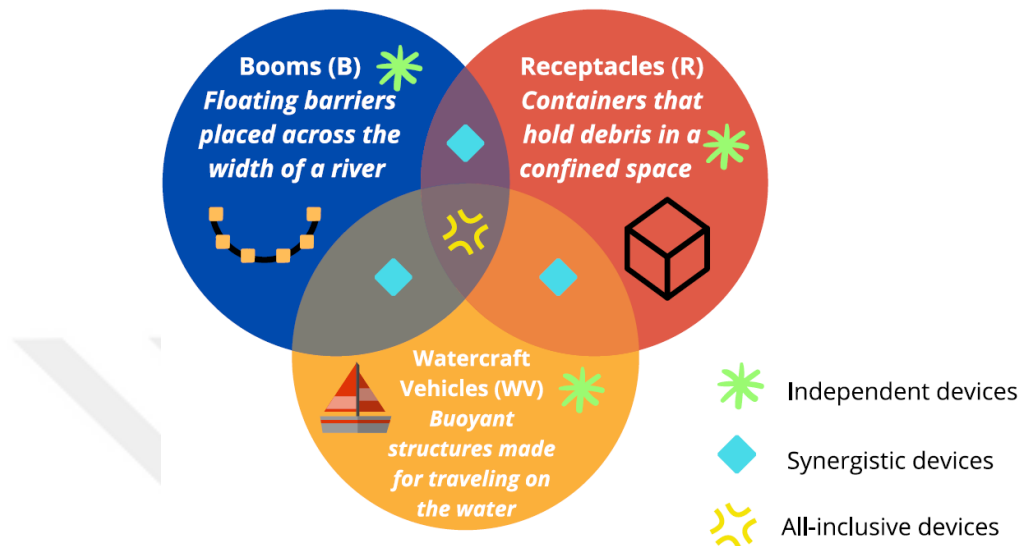 Booms (B)
Floating barriers
placed across the
width of a river
Receptacles (R)
Containers that
hold debris in a
confined space
Watercraft
Vehicles (WV)
Buoyant
structures made
for traveling on
the water
Independent devices
Synergistic devices
All-inclusive devices